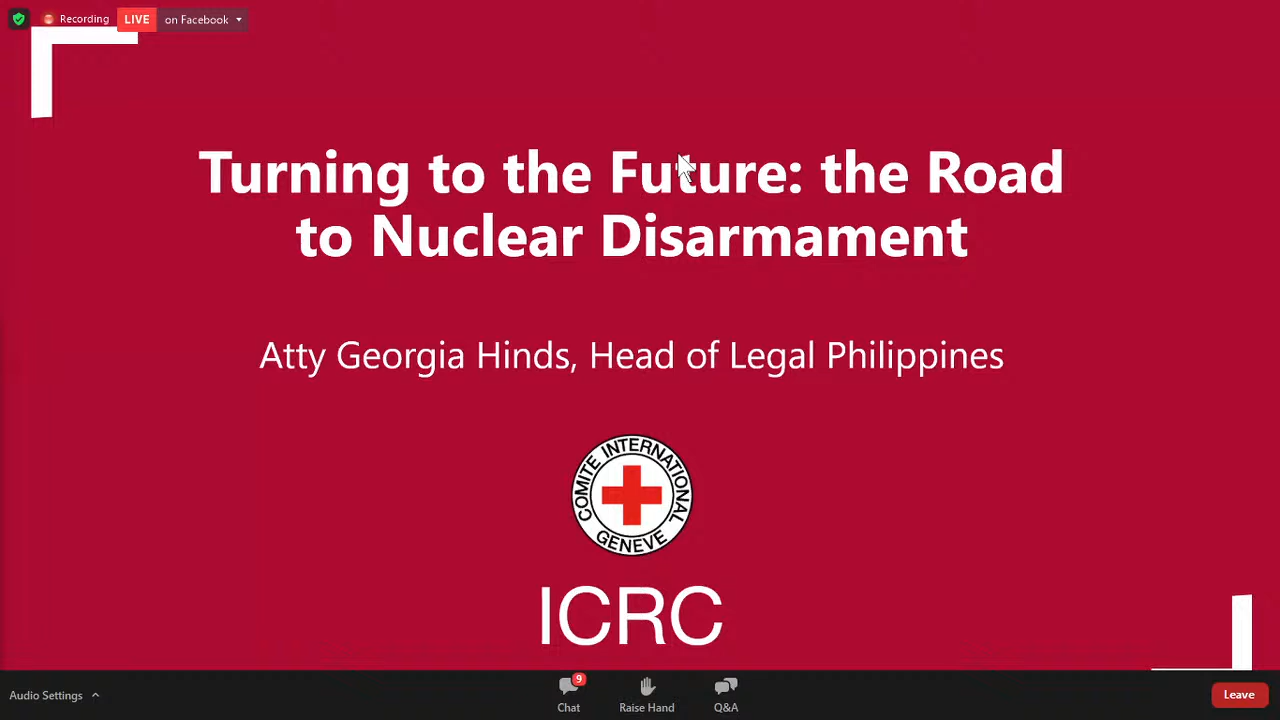 Recording
LIVE
on Facebook
Turning to the Future: the Road
to Nuclear Disarmament
Atty Georgia Hinds, Head of Legal Philippines
COMITE INTERNATIONAL
GENEVE
ICRC
Audio Settings
9
Chat
Raise Hand
Q&A
Leave